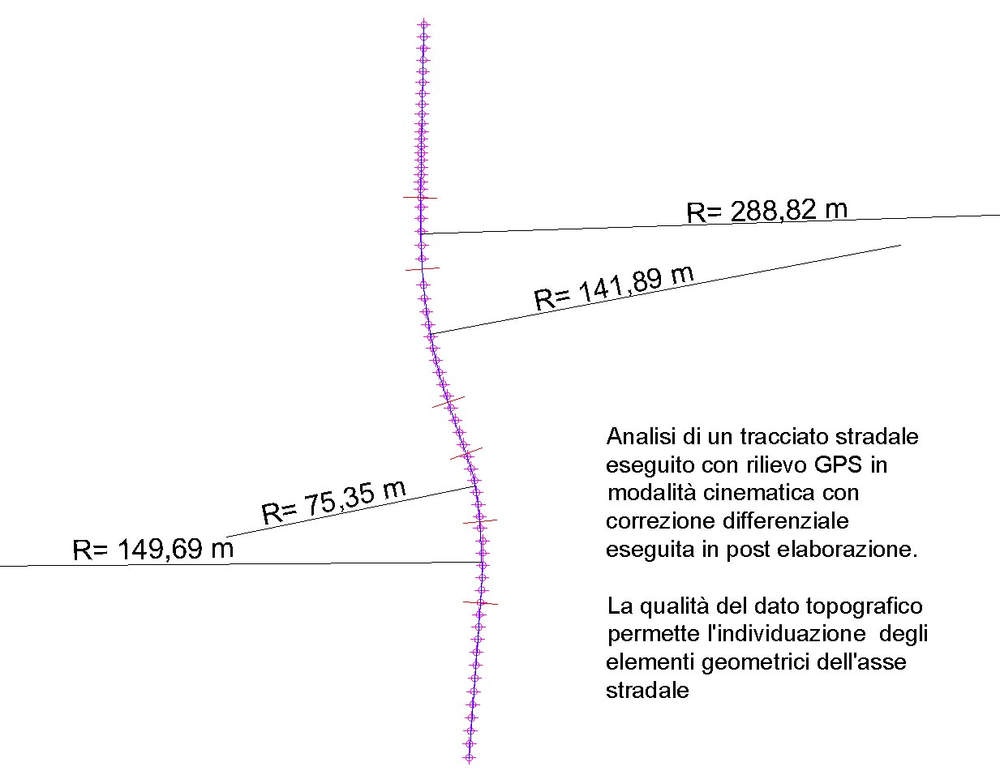 R= 288,82 m
R= 141,89 m
R= 75,35 m
R= 149,69 m
Analisi di un tracciato stradale
eseguito con rilievo GPS in
modalità cinematica con
correzione differenziale
eseguita in post elaborazione.
La qualità del dato topografico
permette l'individuazione  degli
elementi geometrici dell'asse
stradale